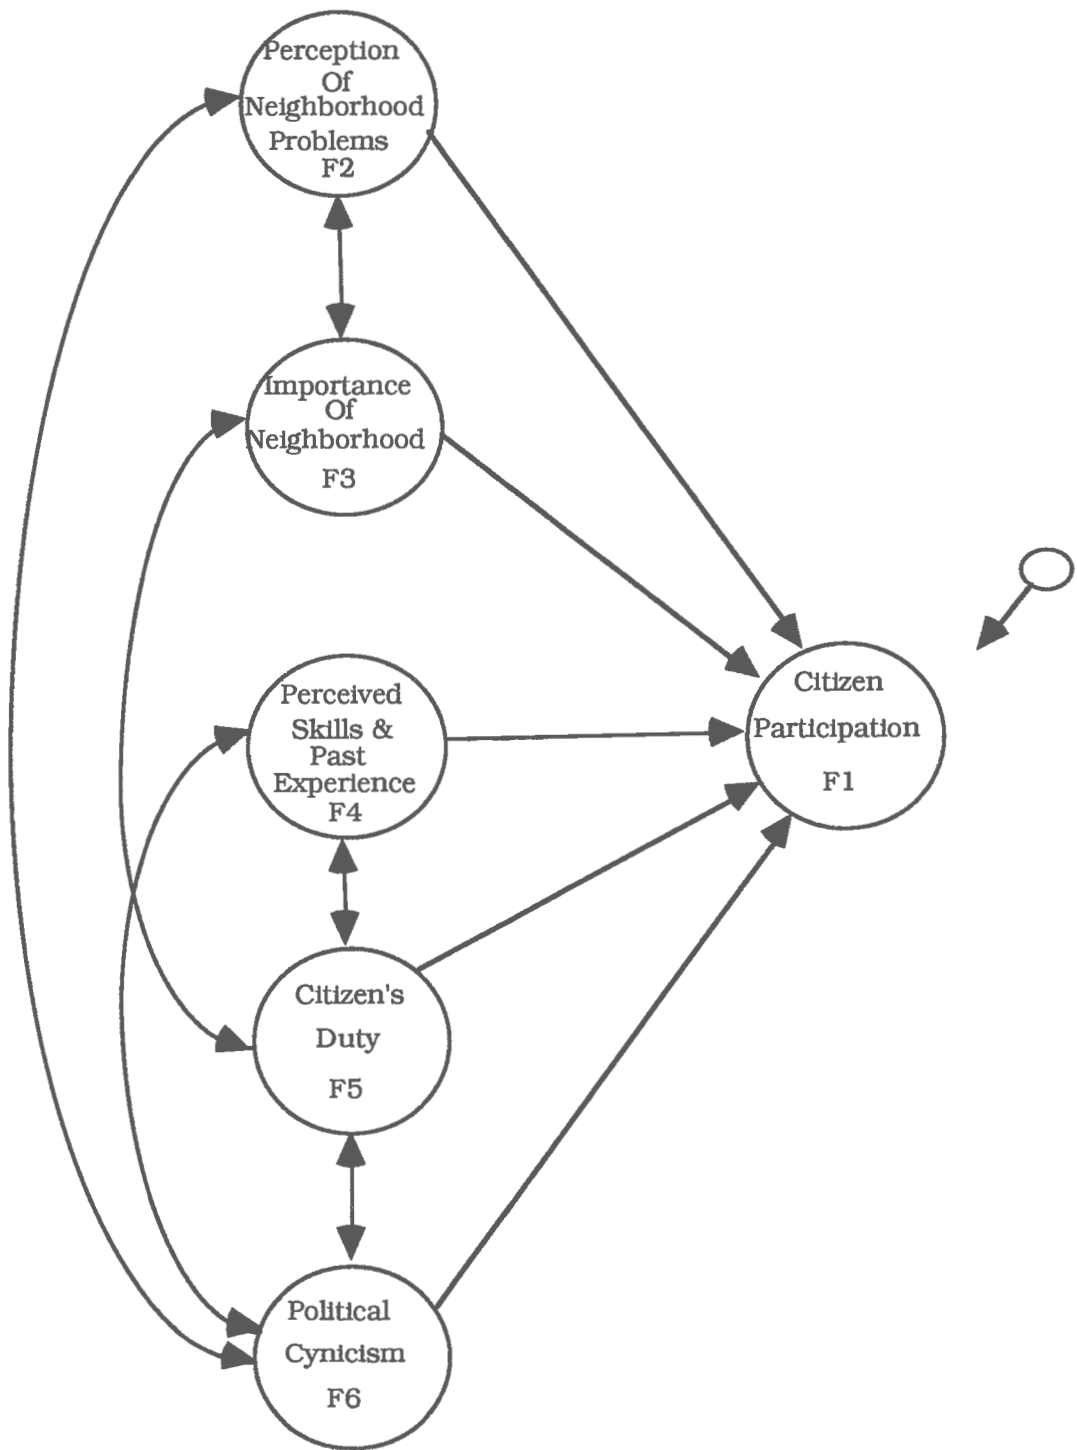 Perception
Of
Neighborhood
Problems
F2
Importance
Of
Neighborhood
F3
Perceived
Skills &
Past
Experience
F4
Citizen's
Duty
F5
Political
Cynicism
F6
Citizen
Participation
F1